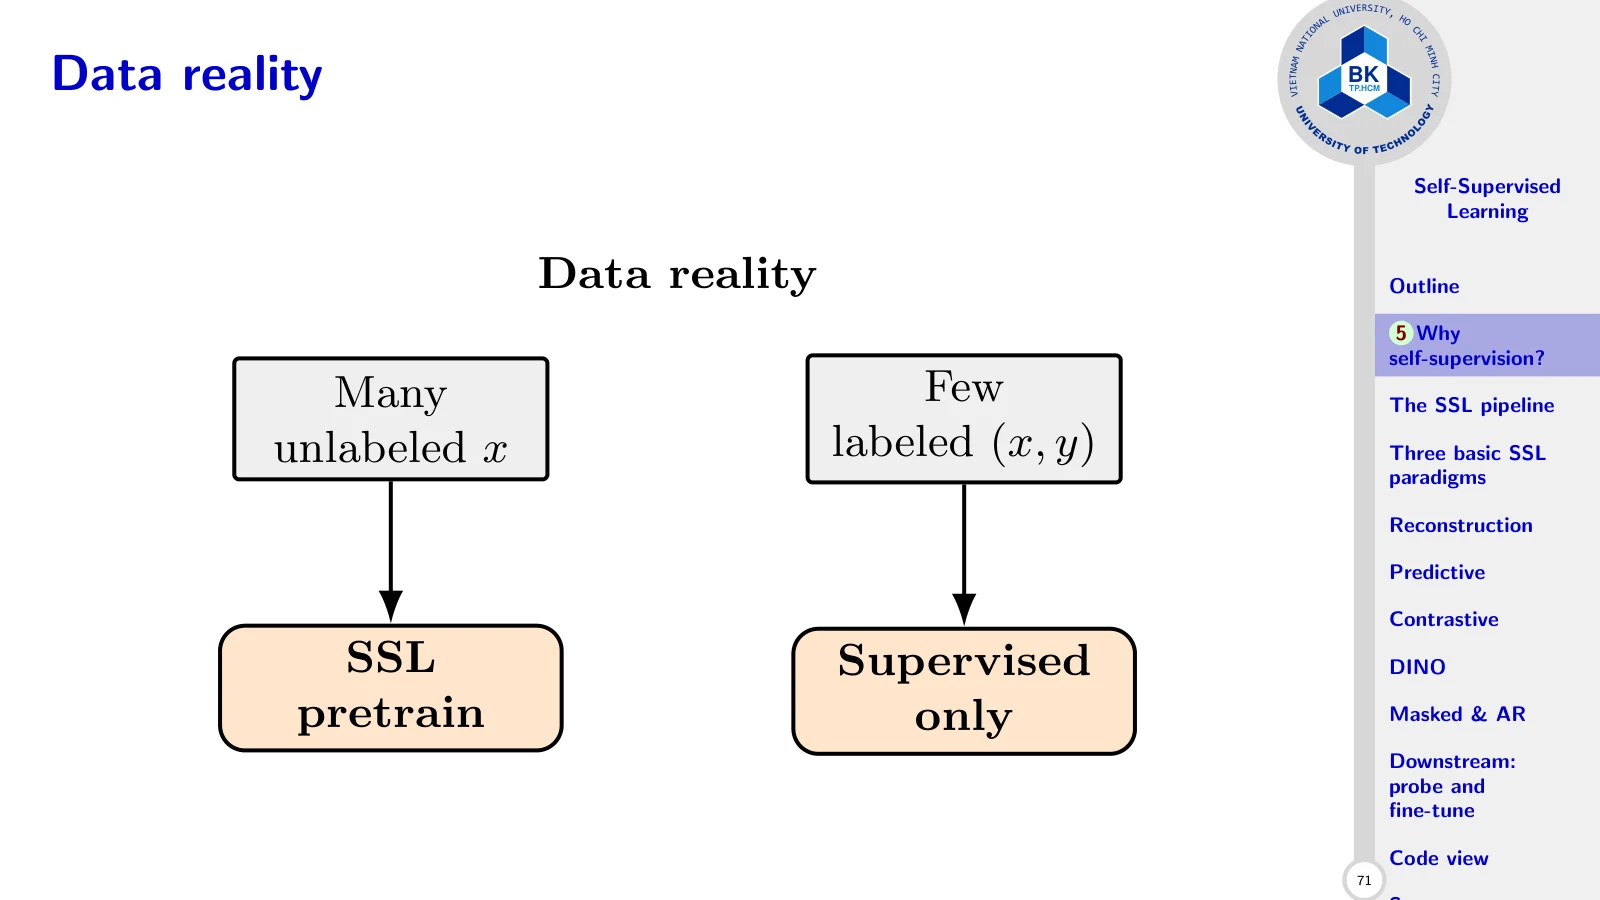 Data reality
Data reality
Many
unlabeled x
Few
labeled (x, y)
SSL
pretrain
Supervised
only
VIETNAM NATIONAL UNIVERSITY, HO CHI MINH CITY
UNIVERSITY OF TECHNOLOGY
BK
TP.HCM
Self-Supervised
Learning
Outline
5 Why
self-supervision?
The SSL pipeline
Three basic SSL
paradigms
Reconstruction
Predictive
Contrastive
DINO
Masked & AR
Downstream:
probe and
fine-tune
Code view
71